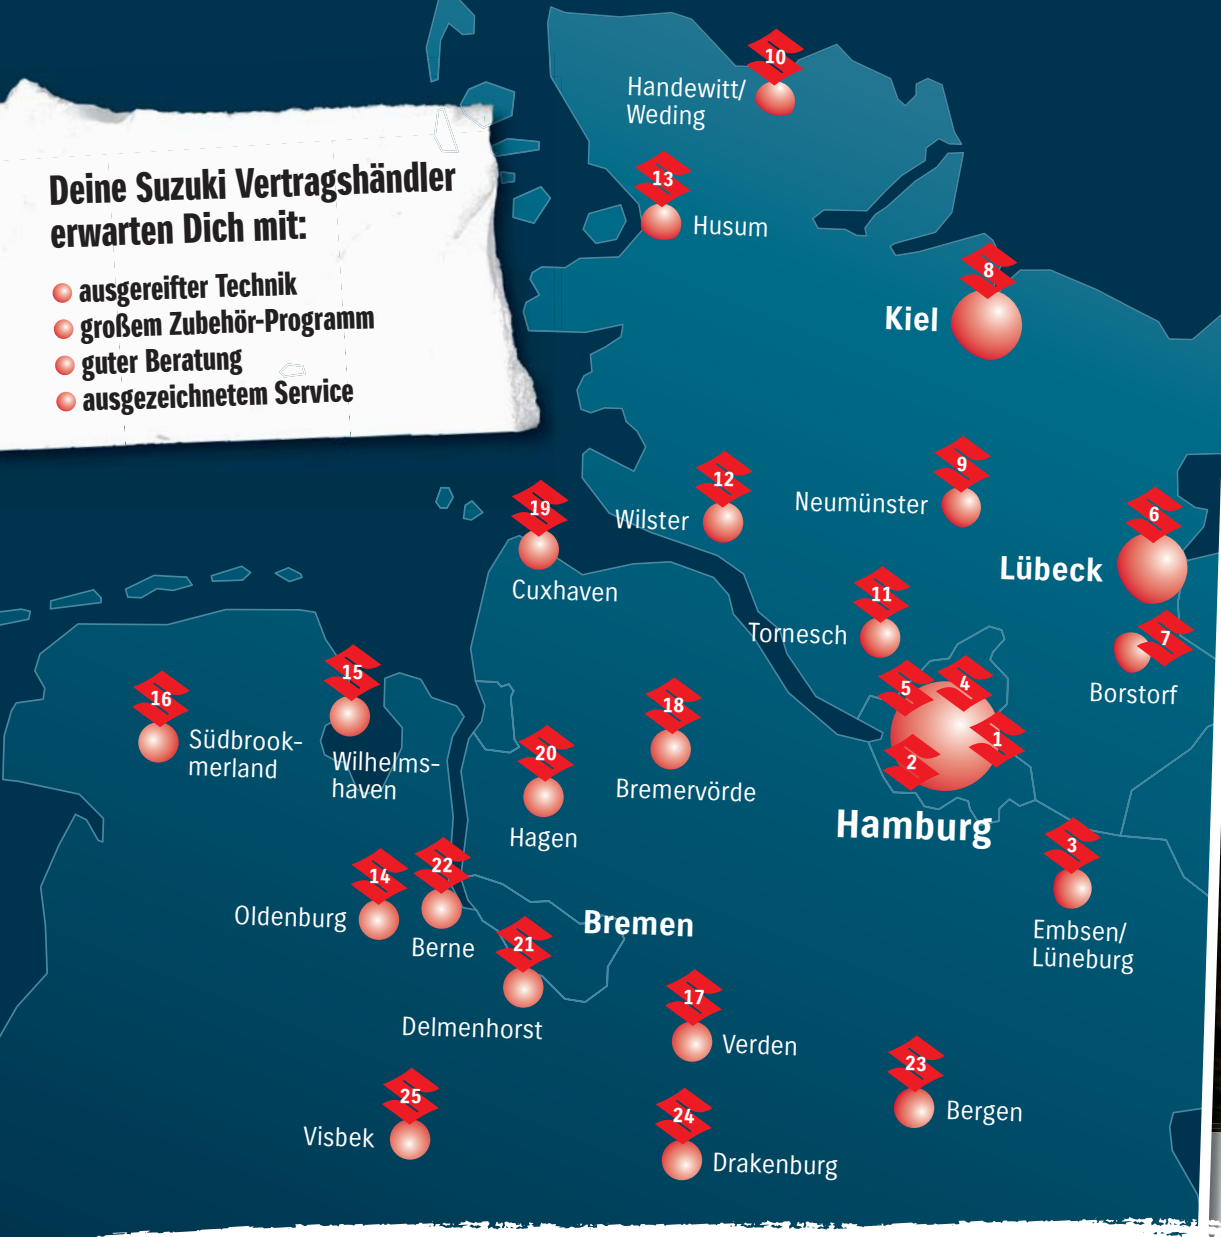 Deine Suzuki Vertragshändler
erwarten Dich mit:
ausgereifter Technik
großem Zubehör-Programm
guter Beratung
ausgezeichnetem Service
10
Handewitt/
Weding
13
Husum
8
Kiel
12
Wilster
9
Neumünster
6
Lübeck
19
Cuxhaven
11
Tornesch
7
Borstorf
16
Südbrook-
merland
15
Wilhelms-
haven
18
Bremervörde
20
Hagen
5
4
1
2
Hamburg
3
Embsen/
Lüneburg
14
Oldenburg
22
Berne
21
Bremen
Delmenhorst
17
Verden
23
Bergen
25
Visbek
24
Drakenburg